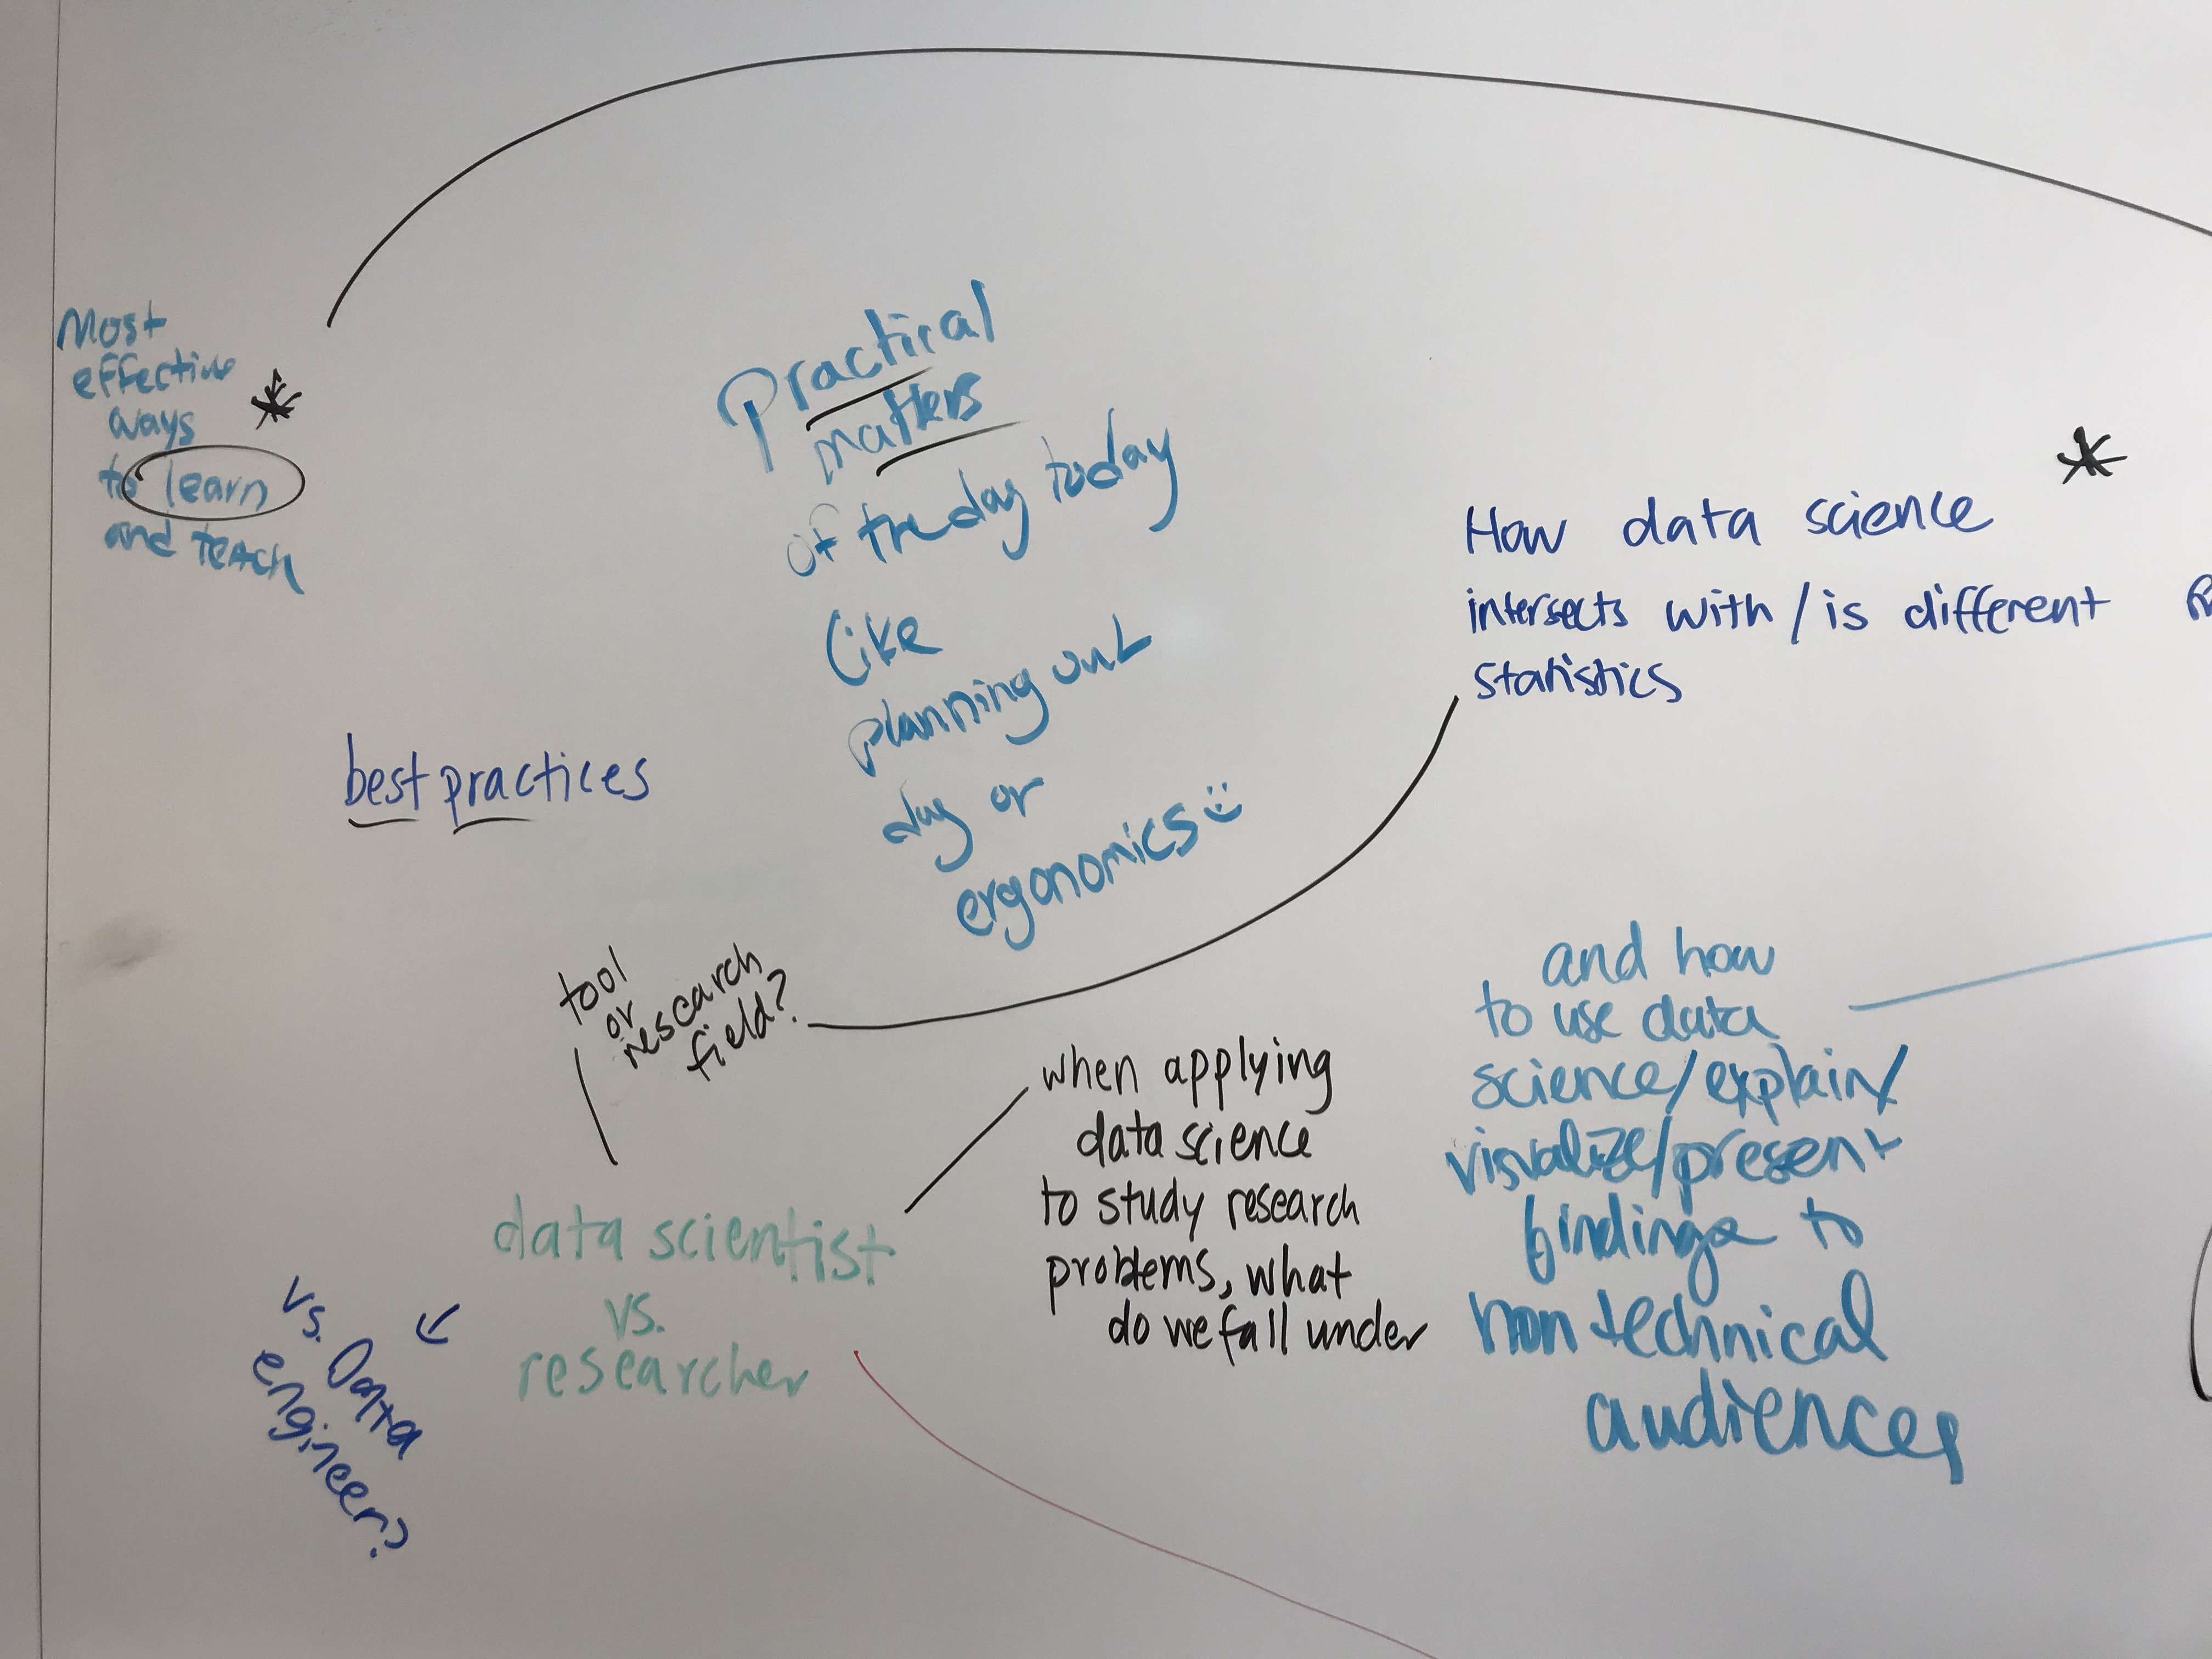 Most
effective
ways
to learn
and teach
Practical
matters
of the day today
like
planning out
day or
ergonomics
How data science
intersects with / is different
statistics
best practices
tool
or
research
field?
when applying
data science
to study research
problems, what
do we fall under
and how
to use data
science/explain/
visualize/present
findings to
non technical
audiences
data scientist
vs.
researcher
vs. Data
engineer?